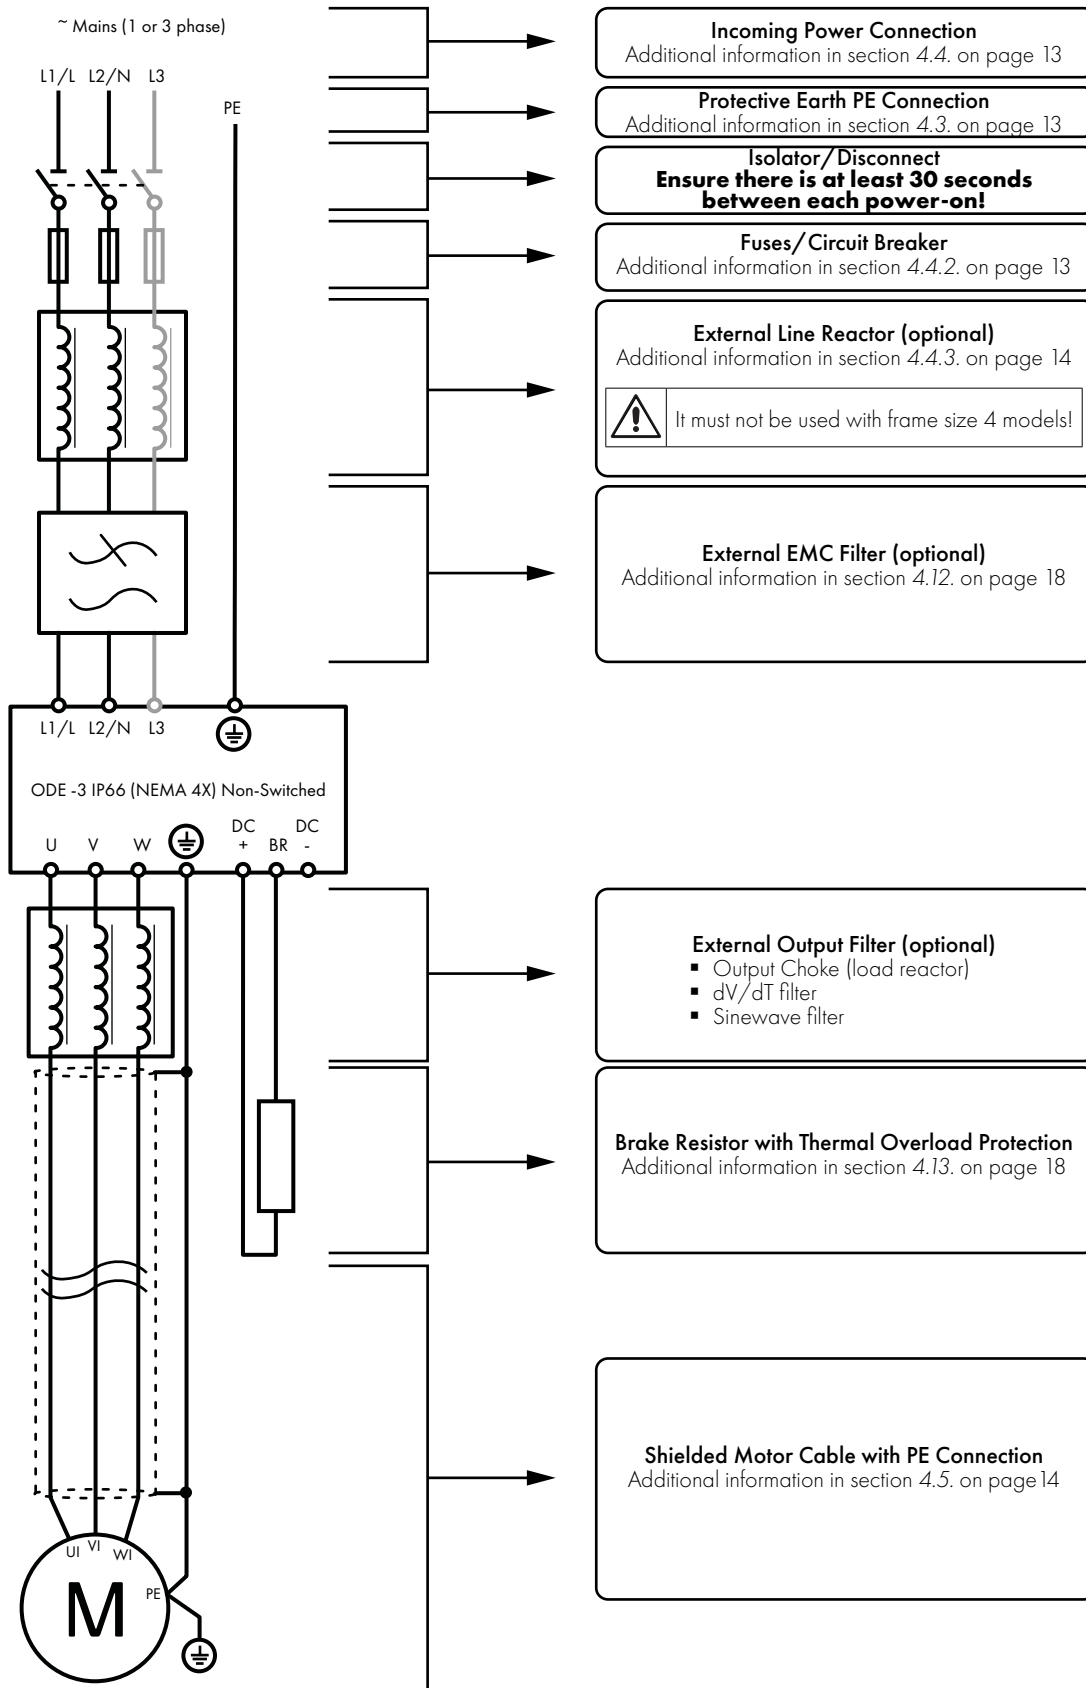 ~ Mains (1 or 3 phase)
L1/L L2/N L3
PE
Incoming Power Connection
Additional information in section 4.4. on page 13
Protective Earth PE Connection
Additional information in section 4.3. on page 13
Isolator/Disconnect
Ensure there is at least 30 seconds
between each power-on!
Fuses/Circuit Breaker
Additional information in section 4.4.2. on page 13
External Line Reactor (optional)
Additional information in section 4.4.3. on page 14
It must not be used with frame size 4 models!
External EMC Filter (optional)
Additional information in section 4.12. on page 18
L1/L L2/N L3
ODE -3 IP66 (NEMA 4X) Non-Switched
U V W DC + BR DC -
External Output Filter (optional)
▪ Output Choke (load reactor)
▪ dV/dT filter
▪ Sinewave filter
Brake Resistor with Thermal Overload Protection
Additional information in section 4.13. on page 18
Shielded Motor Cable with PE Connection
Additional information in section 4.5. on page14
UI VI WI
PE
M